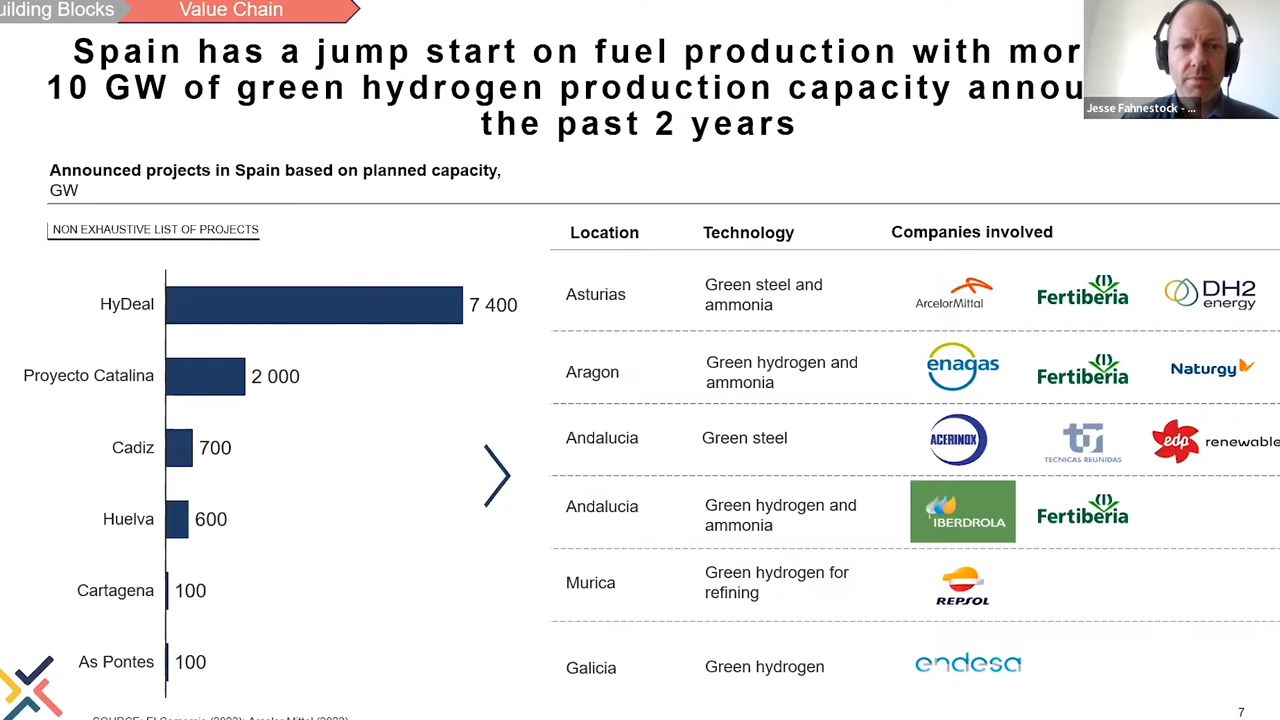 uilding Blocks
Value Chain
Spain has a jump start on fuel production with mor
10 GW of green hydrogen production capacity annou
the past 2 years
Jesse Fahnestock - ...
Announced projects in Spain based on planned capacity,
GW
NON EXHAUSTIVE LIST OF PROJECTS
Location Technology Companies involved
HyDeal 7 400
Asturias Green steel and
ammonia
ArcelorMittal Fertiberia DH2
energy
Proyecto Catalina 2 000
Aragon Green hydrogen and
ammonia
enagas Fertiberia Naturgy
Cadiz 700
Andalucia Green steel
ACERINOX tr TECNICAS REUNIDAS edp renewable
Huelva 600
Andalucia Green hydrogen and
ammonia
IBERDROLA Fertiberia
Cartagena 100
Murica Green hydrogen for
refining
REPSOL
As Pontes 100
Galicia Green hydrogen
endesa
7